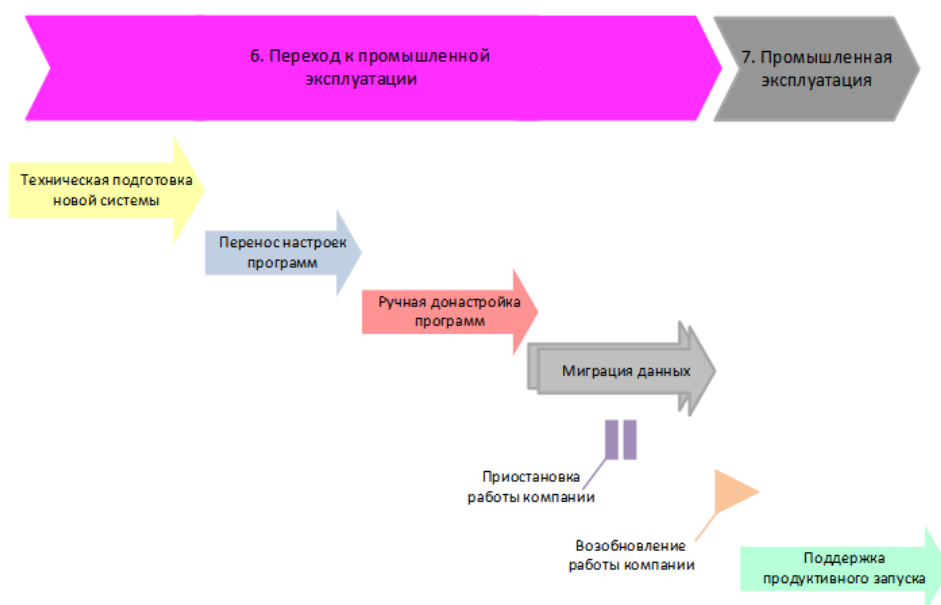 6. Переход к промышленной
эксплуатации
7. Промышленная
эксплуатация
Техническая подготовка
новой системы
Перенос настроек
программ
Ручная донастройка
программ
Миграция данных
Приостановка
работы компании
Возобновление
работы компании
Поддержка
продуктивного запуска